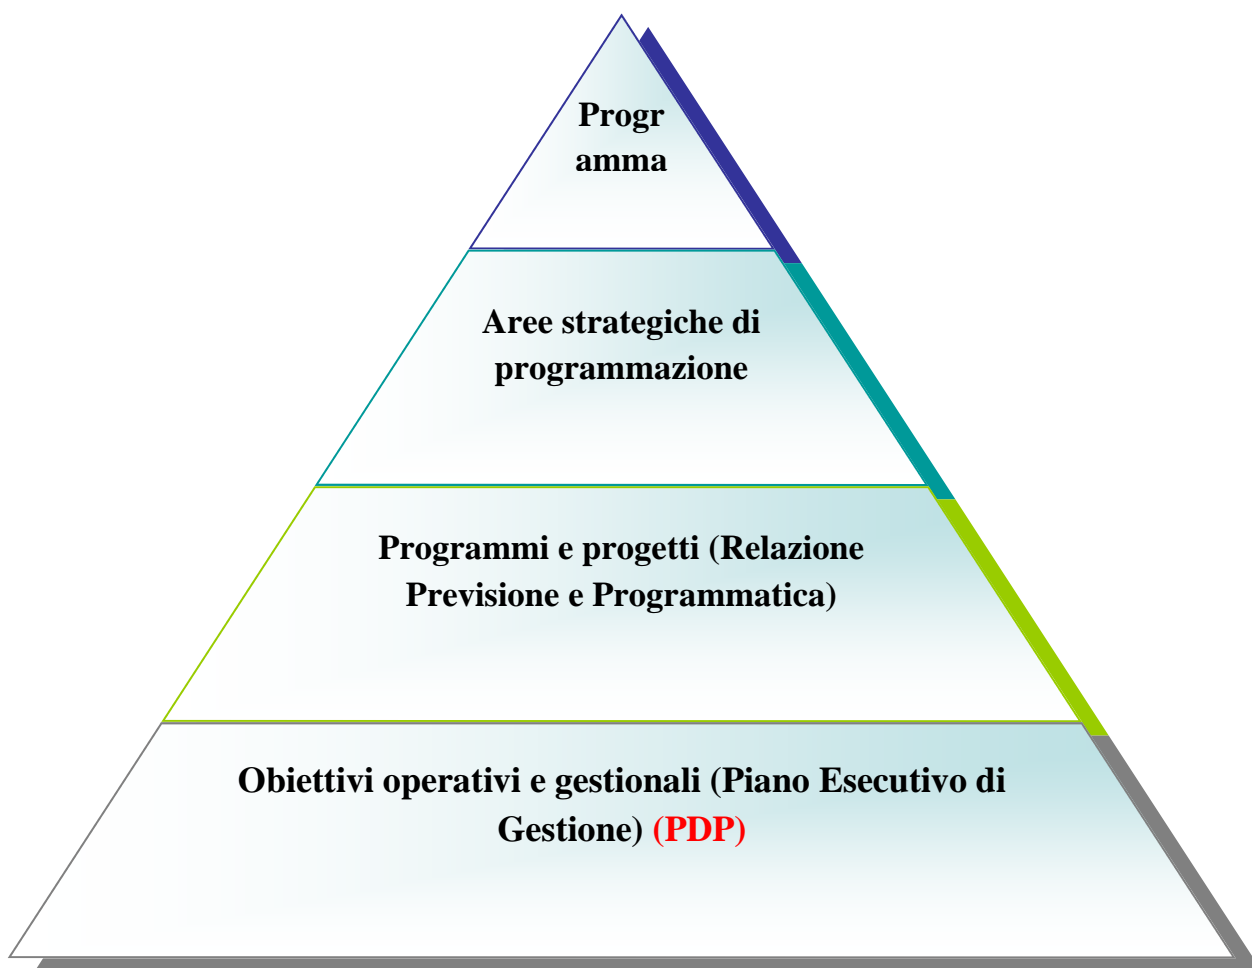 Progr
amma
Aree strategiche di
programmazione
Programmi e progetti (Relazione
Previsione e Programmatica)
Obiettivi operativi e gestionali (Piano Esecutivo di
Gestione) (PDP)